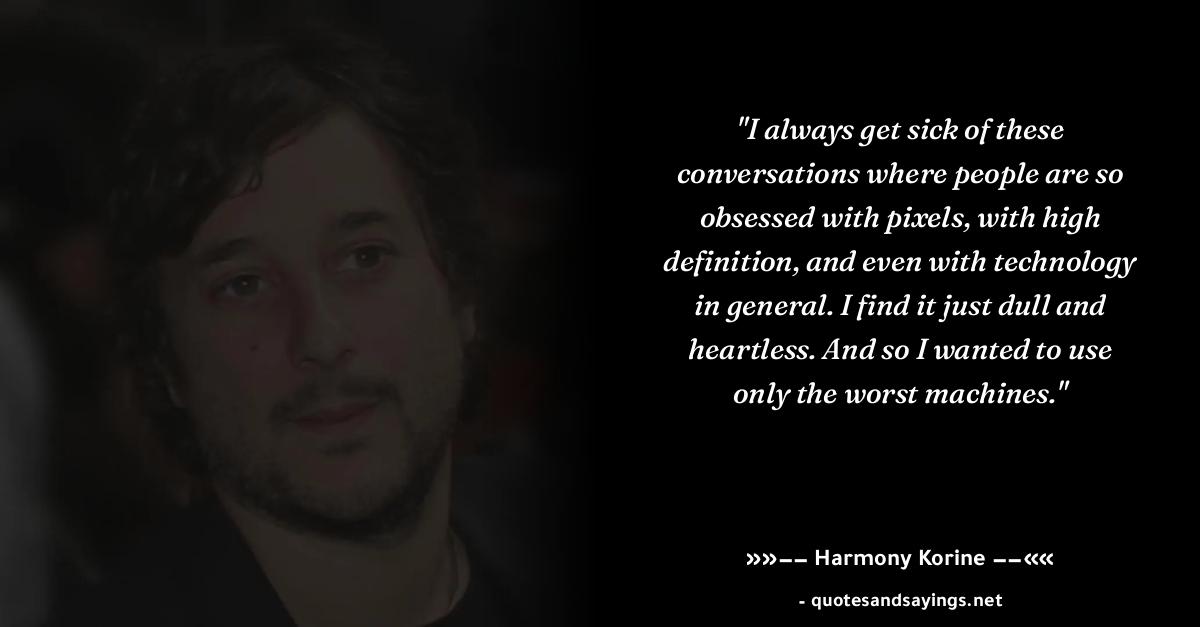 "I always get sick of these
conversations where people are so
obsessed with pixels, with high
definition, and even with technology
in general. I find it just dull and
heartless. And so I wanted to use
only the worst machines."
»»-- Harmony Korine --««
- quotesandsayings.net